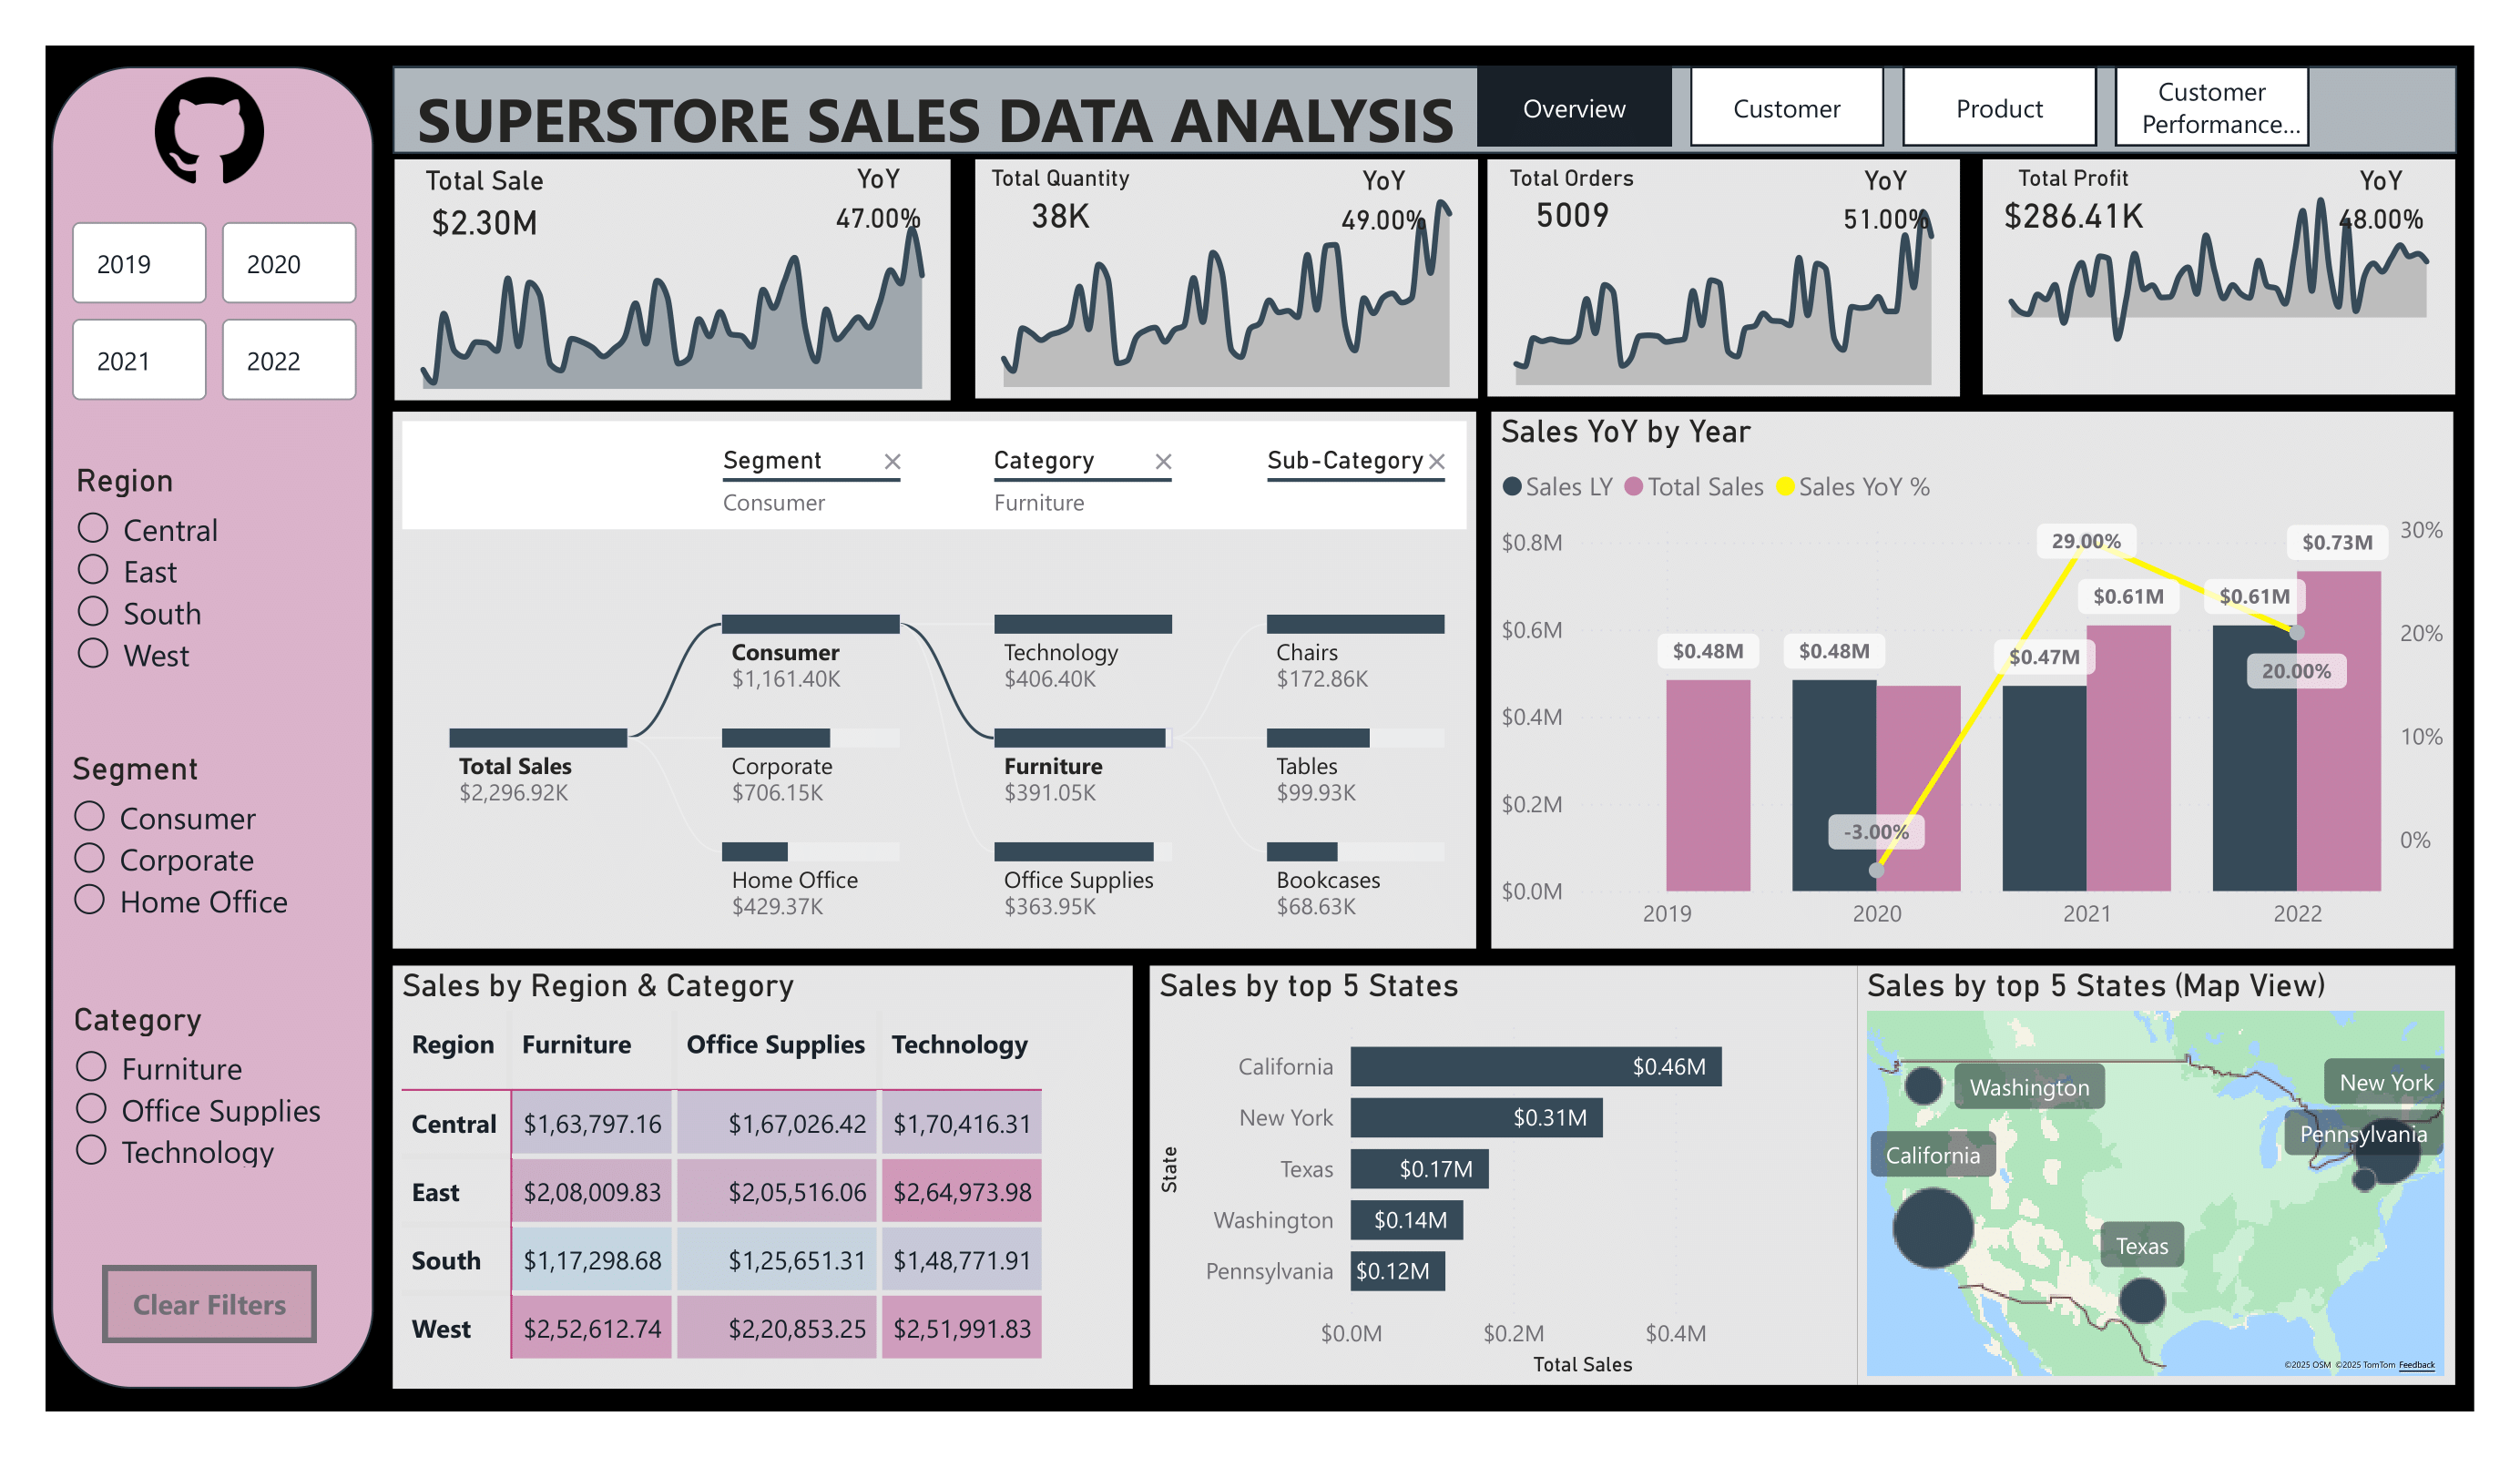 SUPERSTORE SALES DATA ANALYSIS
Overview
Customer
Product
Customer
Performance...
2019
2020
2021
2022
Region
Central
East
South
West
Segment
Consumer
Corporate
Home Office
Category
Furniture
Office Supplies
Technology
Clear Filters
Total Sale
$2.30M
YoY
47.00%
Total Quantity
38K
YoY
49.00%
Total Orders
5009
YoY
51.00%
Total Profit
$286.41K
YoY
48.00%
Segment
Consumer
Category
Furniture
Sub-Category
Total Sales
$2,296.92K
Consumer
$1,161.40K
Corporate
$706.15K
Home Office
$429.37K
Technology
$406.40K
Furniture
$391.05K
Office Supplies
$363.95K
Chairs
$172.86K
Tables
$99.93K
Bookcases
$68.63K
Sales YoY by Year
Sales LY Total Sales Sales YoY %
$0.8M
$0.6M
$0.4M
$0.2M
$0.0M
30%
20%
10%
0%
$0.48M
$0.48M
-3.00%
$0.47M
29.00%
$0.61M
$0.61M
$0.73M
20.00%
2019
2020
2021
2022
Sales by Region & Category
Region Furniture Office Supplies Technology
Central $1,63,797.16 $1,67,026.42 $1,70,416.31
East $2,08,009.83 $2,05,516.06 $2,64,973.98
South $1,17,298.68 $1,25,651.31 $1,48,771.91
West $2,52,612.74 $2,20,853.25 $2,51,991.83
Sales by top 5 States
State
California $0.46M
New York $0.31M
Texas $0.17M
Washington $0.14M
Pennsylvania $0.12M
$0.0M $0.2M $0.4M
Total Sales
Sales by top 5 States (Map View)
Washington
New York
Pennsylvania
California
Texas
©2025 OSM ©2025 TomTom Feedback